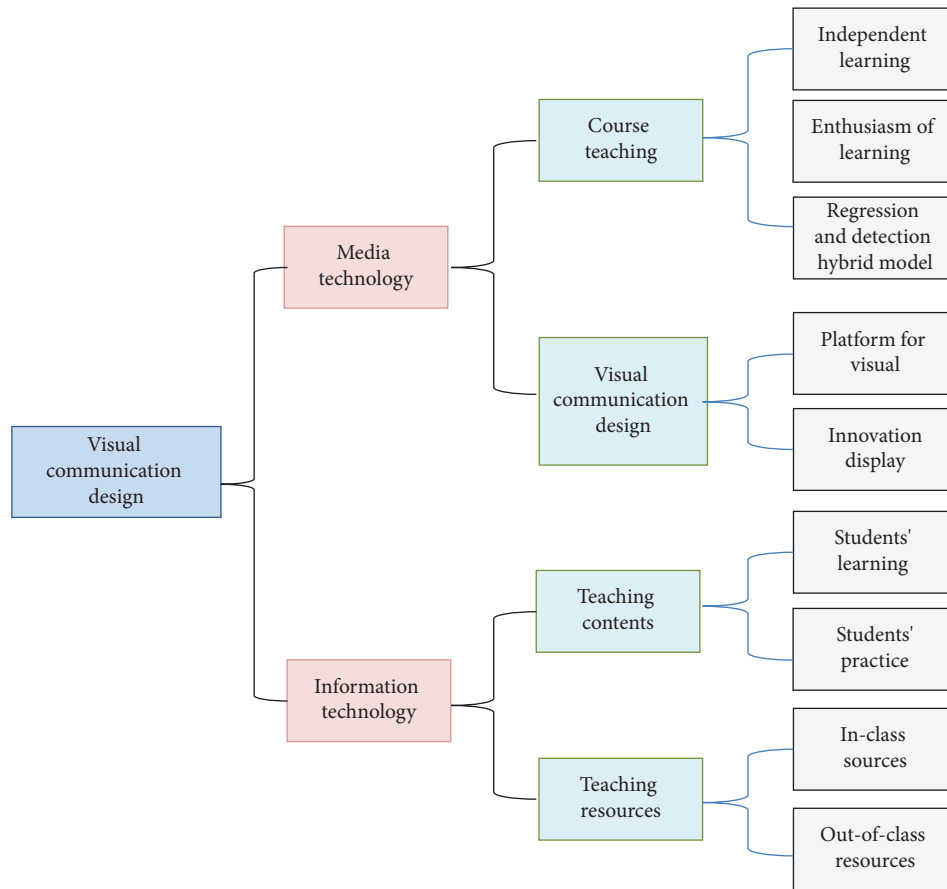 Independent
learning
Enthusiasm of
learning
Regression
and detection
hybrid model
Course
teaching
Media
technology
Platform for
visual
Innovation
display
Visual
communication
design
Visual
communication
design
Students'
learning
Students'
practice
Teaching
contents
Information
technology
In-class
sources
Out-of-class
resources
Teaching
resources